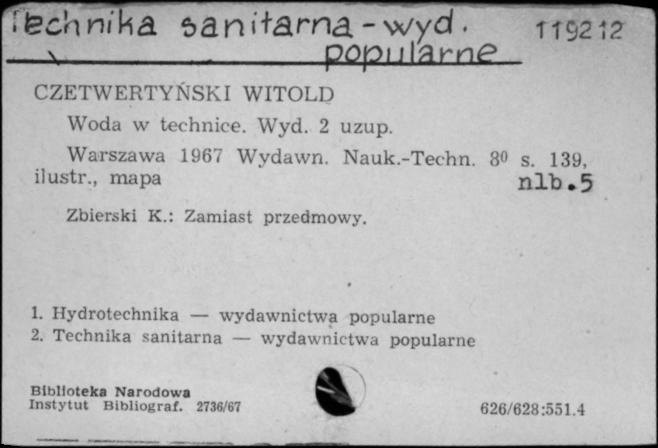 Technika sanitarna - wyd. 119212
popularne
CZETWERTYŃSKI WITOLD
Woda w technice. Wyd. 2 uzup.
Warszawa 1967 Wydawn. Nauk.-Techn. 8⁰ s. 139,
ilustr., mapa nlb.5
Zbierski K.: Zamiast przedmowy.
1. Hydrotechnika — wydawnictwa popularne
2. Technika sanitarna — wydawnictwa popularne
Biblioteka Narodowa
Instytut Bibliograf. 2736/67 626/628:551.4